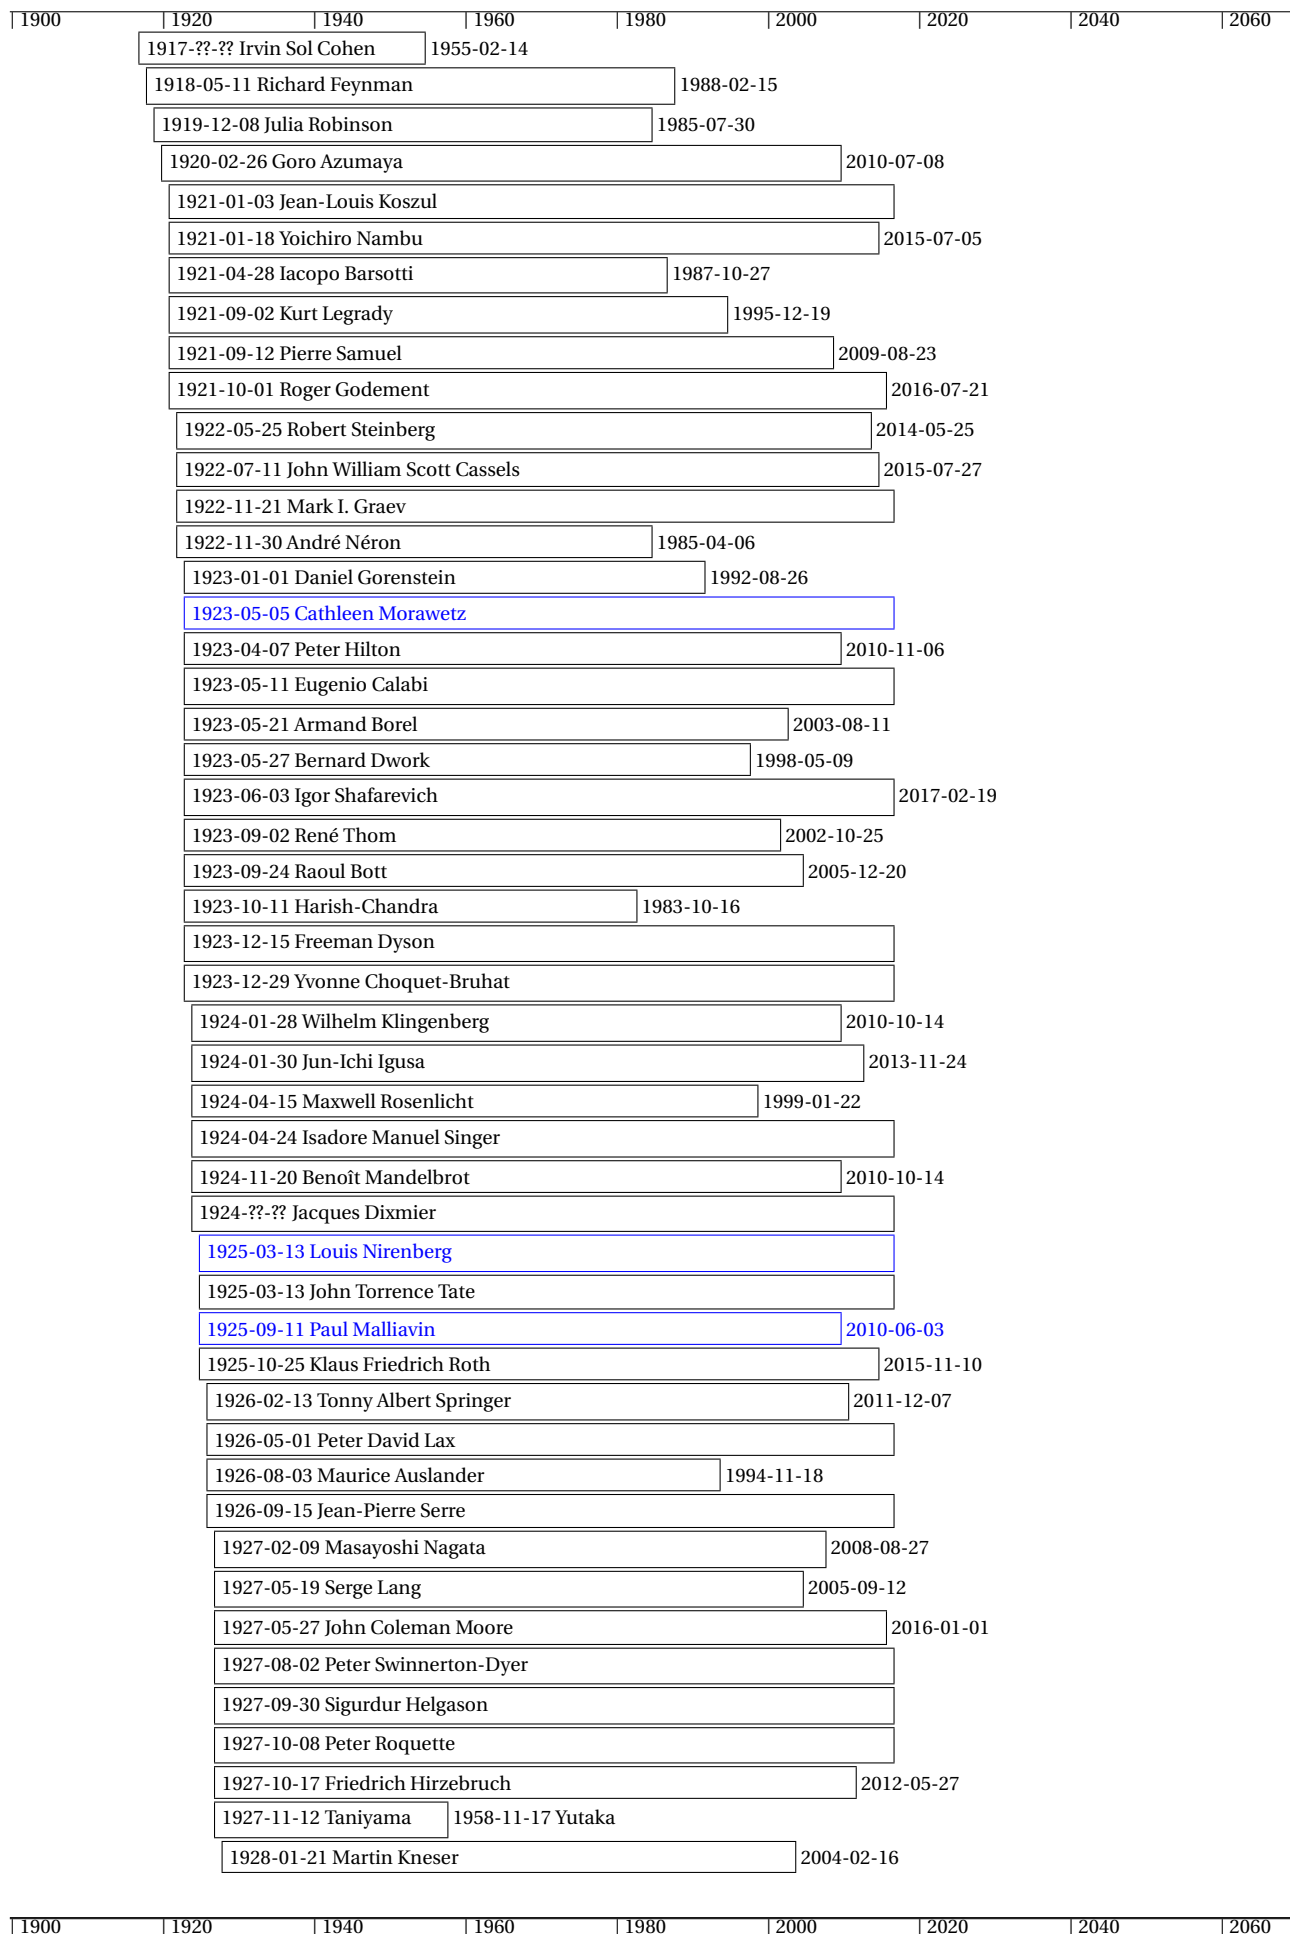 1900 1920 1940 1960 1980 2000 2020 2040 2060
1917-??-?? Irvin Sol Cohen 1955-02-14
1918-05-11 Richard Feynman 1988-02-15
1919-12-08 Julia Robinson 1985-07-30
1920-02-26 Goro Azumaya 2010-07-08
1921-01-03 Jean-Louis Koszul
1921-01-18 Yoichiro Nambu 2015-07-05
1921-04-28 Iacopo Barsotti 1987-10-27
1921-09-02 Kurt Legrady 1995-12-19
1921-09-12 Pierre Samuel 2009-08-23
1921-10-01 Roger Godement 2016-07-21
1922-05-25 Robert Steinberg 2014-05-25
1922-07-11 John William Scott Cassels 2015-07-27
1922-11-21 Mark I. Graev
1922-11-30 André Néron 1985-04-06
1923-01-01 Daniel Gorenstein 1992-08-26
1923-05-05 Cathleen Morawetz
1923-04-07 Peter Hilton 2010-11-06
1923-05-11 Eugenio Calabi
1923-05-21 Armand Borel 2003-08-11
1923-05-27 Bernard Dwork 1998-05-09
1923-06-03 Igor Shafarevich 2017-02-19
1923-09-02 René Thom 2002-10-25
1923-09-24 Raoul Bott 2005-12-20
1923-10-11 Harish-Chandra 1983-10-16
1923-12-15 Freeman Dyson
1923-12-29 Yvonne Choquet-Bruhat
1924-01-28 Wilhelm Klingenberg 2010-10-14
1924-01-30 Jun-Ichi Igusa 2013-11-24
1924-04-15 Maxwell Rosenlicht 1999-01-22
1924-04-24 Isadore Manuel Singer
1924-11-20 Benoît Mandelbrot 2010-10-14
1924-??-?? Jacques Dixmier
1925-03-13 Louis Nirenberg
1925-03-13 John Torrence Tate
1925-09-11 Paul Malliavin 2010-06-03
1925-10-25 Klaus Friedrich Roth 2015-11-10
1926-02-13 Tonny Albert Springer 2011-12-07
1926-05-01 Peter David Lax
1926-08-03 Maurice Auslander 1994-11-18
1926-09-15 Jean-Pierre Serre
1927-02-09 Masayoshi Nagata 2008-08-27
1927-05-19 Serge Lang 2005-09-12
1927-05-27 John Coleman Moore 2016-01-01
1927-08-02 Peter Swinnerton-Dyer
1927-09-30 Sigurdur Helgason
1927-10-08 Peter Roquette
1927-10-17 Friedrich Hirzebruch 2012-05-27
1927-11-12 Taniyama 1958-11-17 Yutaka
1928-01-21 Martin Kneser 2004-02-16
1900 1920 1940 1960 1980 2000 2020 2040 2060